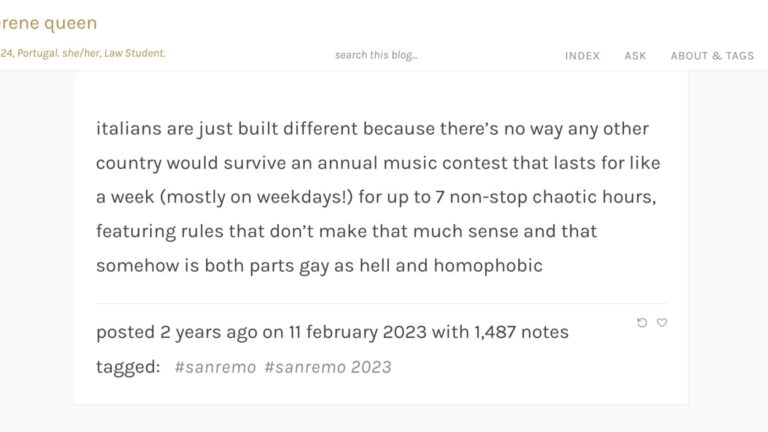 queen
24, Portugal. she/her, Law Student.
search this blog...
INDEX ASK ABOUT & TAGS
italians are just built different because there's no way any other
country would survive an annual music contest that lasts for like
a week (mostly on weekdays!) for up to 7 non-stop chaotic hours,
featuring rules that don't make that much sense and that
somehow is both parts gay as hell and homophobic
posted 2 years ago on 11 february 2023 with 1,487 notes
tagged: #sanremo #sanremo 2023